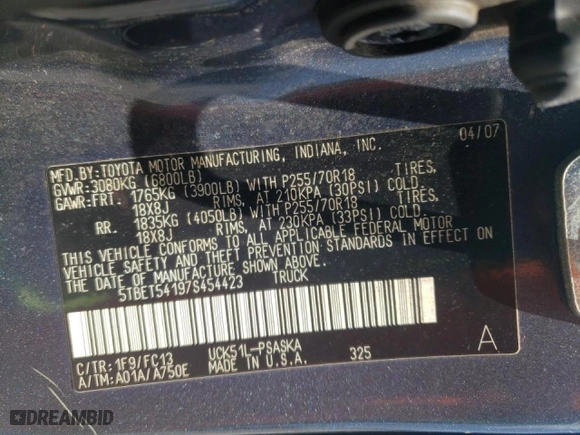 MFD.BY:TOYOTA MOTOR MANUFACTURING, INDIANA, INC. 04/07
GVWR:3080KG (6800LB)
GAWR:FRT. 1765KG (3900LB) WITH P255/70R18 TIRES,
18X8J RIMS, AT 210KPA (30PSI) COLD.
RR. 1835KG (4050LB) WITH P255/70R18 TIRES,
18X8J RIMS, AT 230KPA (33PSI) COLD.
THIS VEHICLE CONFORMS TO ALL APPLICABLE FEDERAL MOTOR
VEHICLE SAFETY AND THEFT PREVENTION STANDARDS IN EFFECT ON
THE DATE OF MANUFACTURE SHOWN ABOVE.
5TBET54197S454423 TRUCK
C/TR:1F9/FC13 UCK51L-PSASKA 325 A
A/TM:A01A/A750E MADE IN U.S.A.
DREAMBID